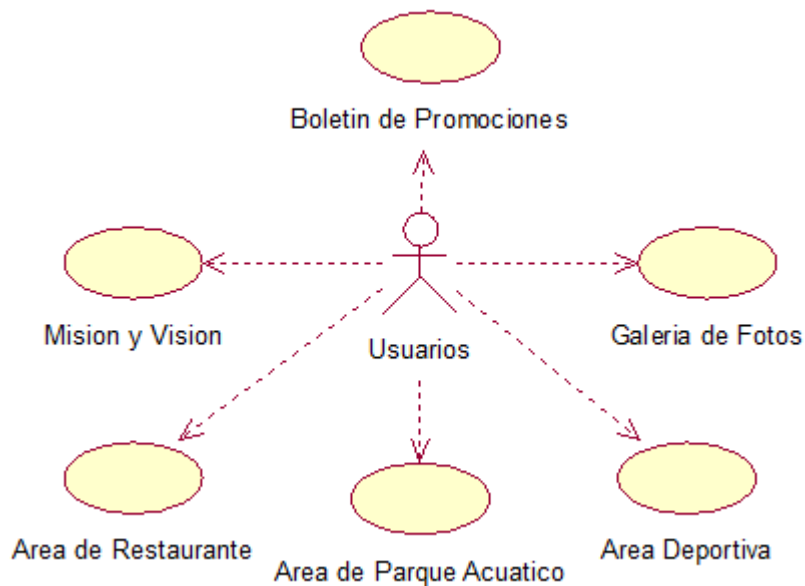 Boletin de Promociones
Mision y Vision
Usuarios
Galeria de Fotos
Area de Restaurante
Area de Parque Acuatico
Area Deportiva